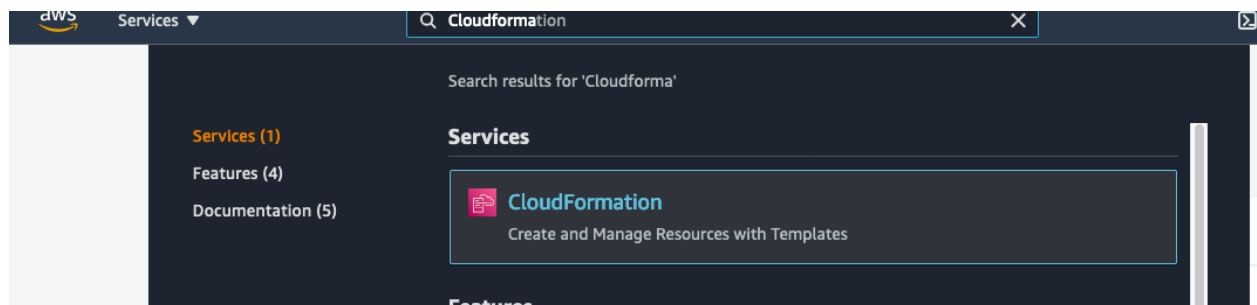 aws Services ▼ Cloudformation
Search results for 'Cloudforma'
Services (1)
Features (4)
Documentation (5)
Services
CloudFormation
Create and Manage Resources with Templates
Features